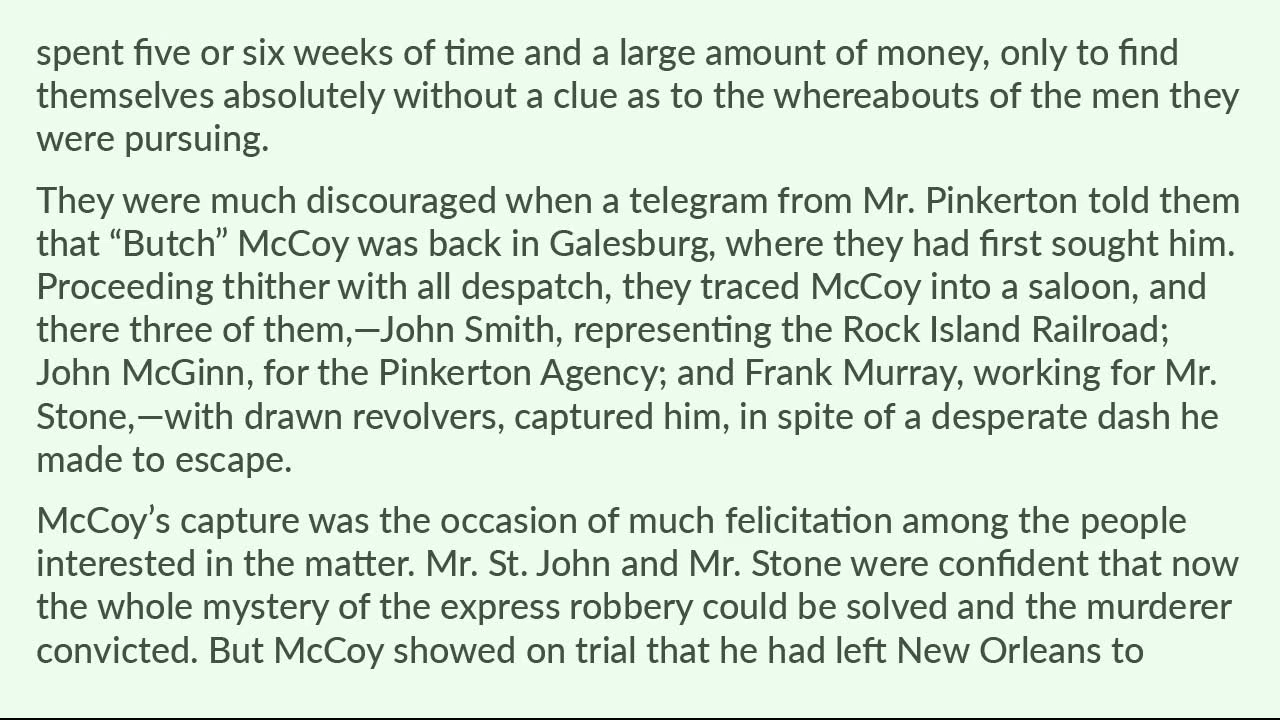 spent five or six weeks of time and a large amount of money, only to find
themselves absolutely without a clue as to the whereabouts of the men they
were pursuing.
They were much discouraged when a telegram from Mr. Pinkerton told them
that “Butch” McCoy was back in Galesburg, where they had first sought him.
Proceeding thither with all despatch, they traced McCoy into a saloon, and
there three of them,—John Smith, representing the Rock Island Railroad;
John McGinn, for the Pinkerton Agency; and Frank Murray, working for Mr.
Stone,—with drawn revolvers, captured him, in spite of a desperate dash he
made to escape.
McCoy’s capture was the occasion of much felicitation among the people
interested in the matter. Mr. St. John and Mr. Stone were confident that now
the whole mystery of the express robbery could be solved and the murderer
convicted. But McCoy showed on trial that he had left New Orleans to